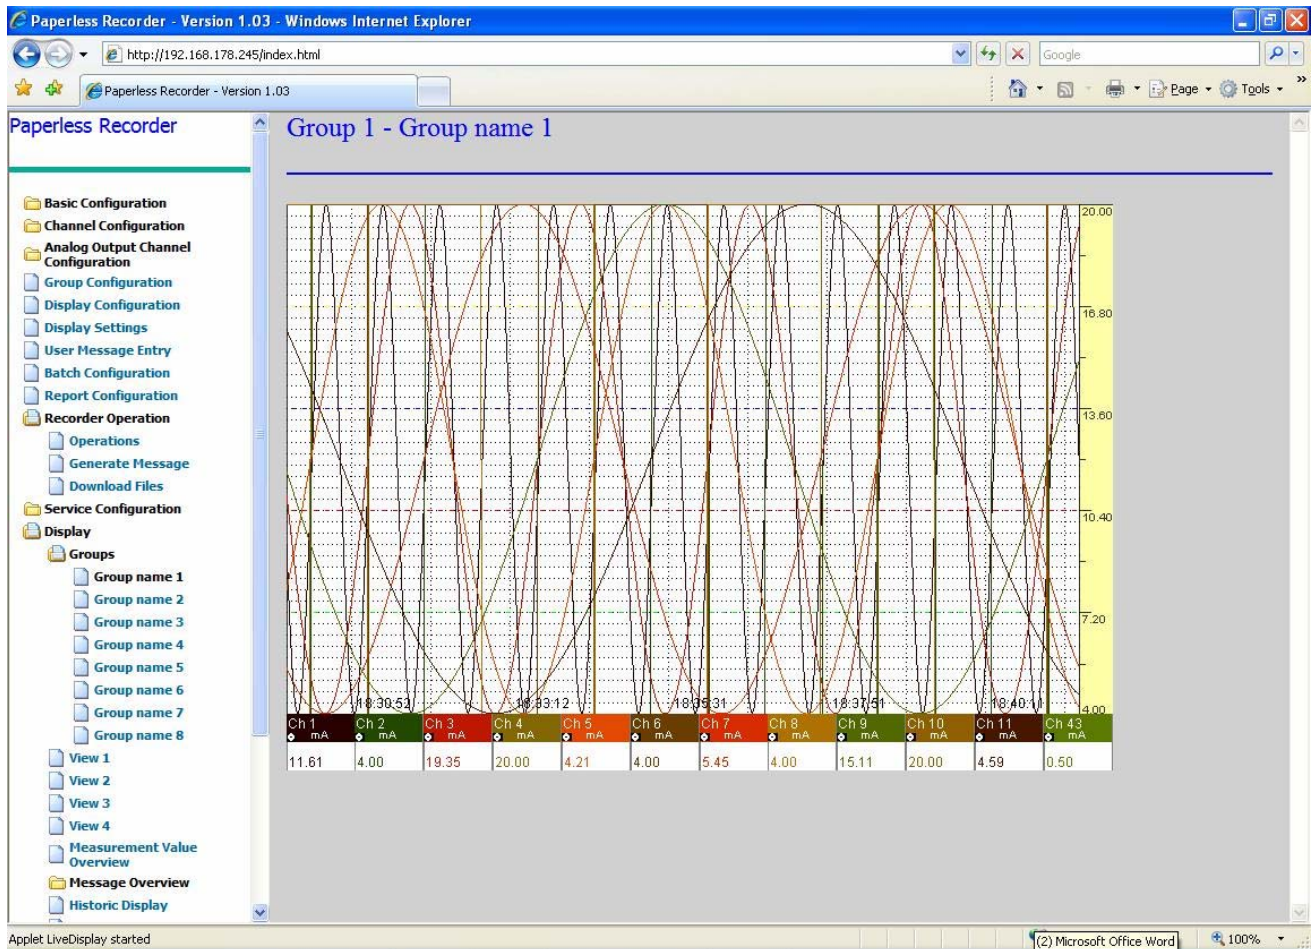 Paperless Recorder - Version 1.03 - Windows Internet Explorer
http://192.168.178.245/index.html
Google
Paperless Recorder - Version 1.03
Page
Tools
Paperless Recorder
Basic Configuration
Channel Configuration
Analog Output Channel
Configuration
Group Configuration
Display Configuration
Display Settings
User Message Entry
Batch Configuration
Report Configuration
Recorder Operation
Operations
Generate Message
Download Files
Service Configuration
Display
Groups
Group name 1
Group name 2
Group name 3
Group name 4
Group name 5
Group name 6
Group name 7
Group name 8
View 1
View 2
View 3
View 4
Measurement Value
Overview
Message Overview
Historic Display
Group 1 - Group name 1
20.00
16.80
13.60
10.40
7.20
4.00
18:30:52 18:33:12 18:35:31 18:37:51 18:40:11
Ch 1 Ch 2 Ch 3 Ch 4 Ch 5 Ch 6 Ch 7 Ch 8 Ch 9 Ch 10 Ch 11 Ch 43
mA mA mA mA mA mA mA mA mA mA mA mA
11.61 4.00 19.35 20.00 4.21 4.00 5.45 4.00 15.11 20.00 4.59 0.50
Applet LiveDisplay started
(2) Microsoft Office Word
100%